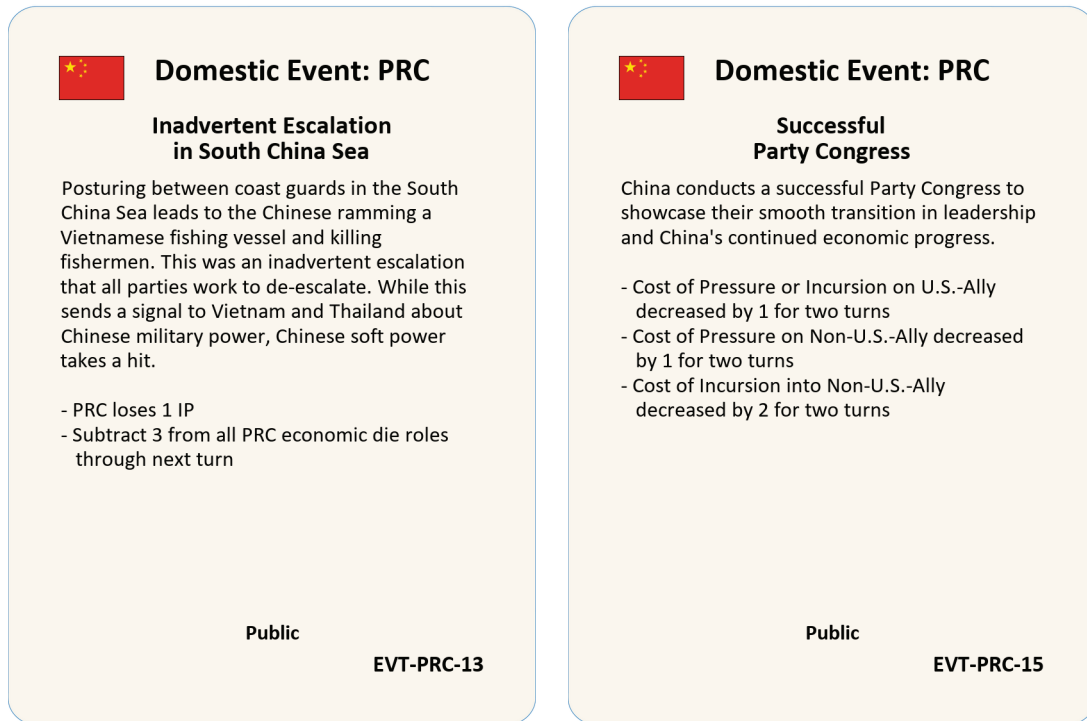 Domestic Event: PRC
Inadvertent Escalation
in South China Sea
Posturing between coast guards in the South
China Sea leads to the Chinese ramming a
Vietnamese fishing vessel and killing
fishermen. This was an inadvertent escalation
that all parties work to de-escalate. While this
sends a signal to Vietnam and Thailand about
Chinese military power, Chinese soft power
takes a hit.
- PRC loses 1 IP
- Subtract 3 from all PRC economic die roles
through next turn
Public
EVT-PRC-13
Domestic Event: PRC
Successful
Party Congress
China conducts a successful Party Congress to
showcase their smooth transition in leadership
and China's continued economic progress.
- Cost of Pressure or Incursion on U.S.-Ally
decreased by 1 for two turns
- Cost of Pressure on Non-U.S.-Ally decreased
by 1 for two turns
- Cost of Incursion into Non-U.S.-Ally
decreased by 2 for two turns
Public
EVT-PRC-15